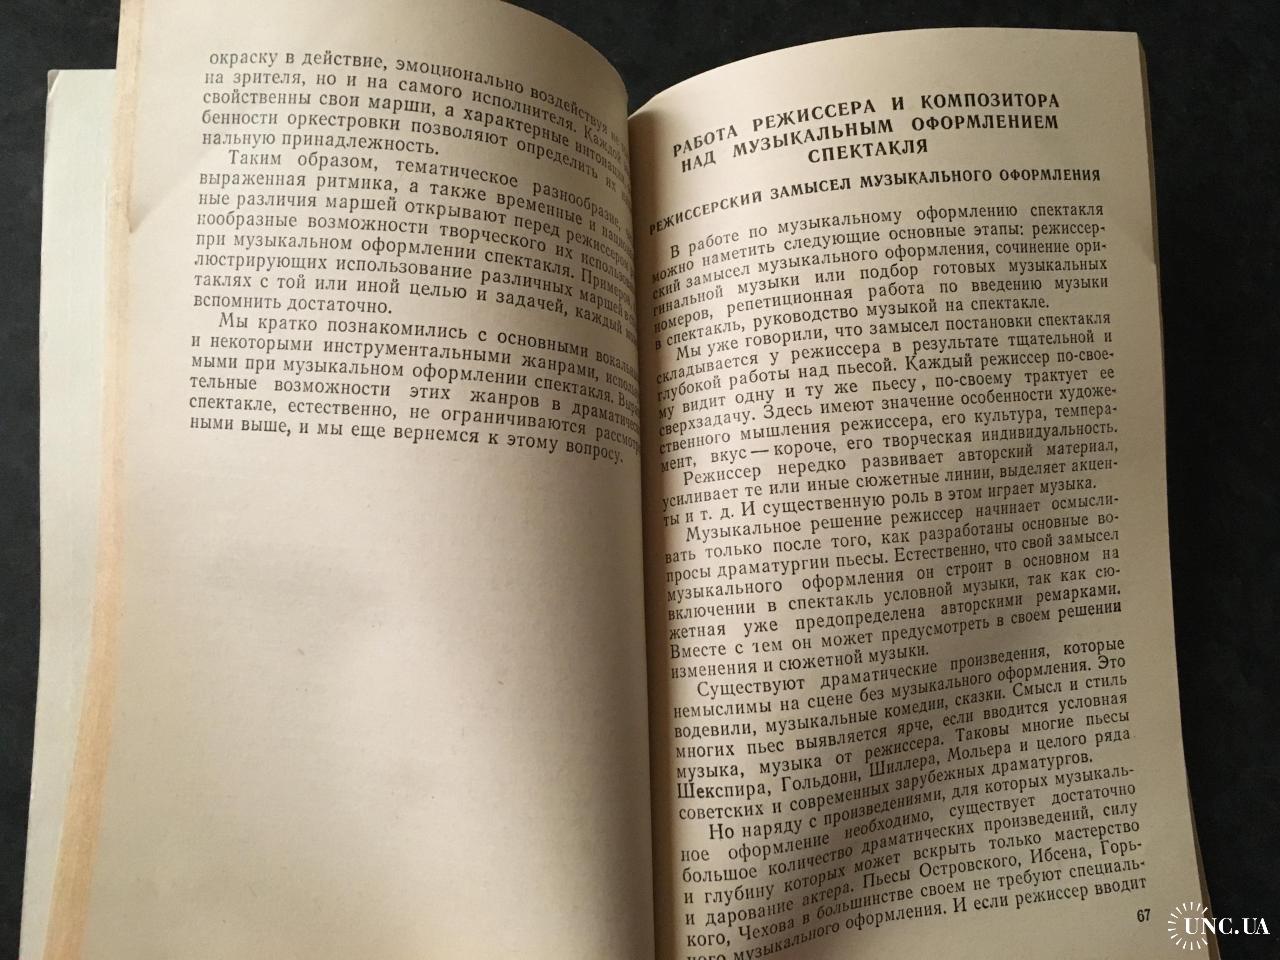 окраску в действие, эмоционально воздействуя не
на зрителя, но и на самого исполнителя. Каждой
свойственны свои марши, а характерные интонации,
бенности оркестровки позволяют определить их
нальную принадлежность.
Таким образом, тематическое разнообразие,
выраженная ритмика, а также временные и
ные различия маршей открывают перед режиссером
нообразные возможности творческого их
при музыкальном оформлении спектакля. Примеров,
люстрирующих использование различных маршей в
таклях с той или иной целью и задачей, каждый
вспомнить достаточно.
Мы кратко познакомились с основными
и некоторыми инструментальными жанрами,
мыми при музыкальном оформлении спектакля.
тельные возможности этих жанров в
спектакле, естественно, не ограничиваются
ными выше, и мы еще вернемся к этому вопросу.
РАБОТА РЕЖИССЕРА И КОМПОЗИТОРА
НАД МУЗЫКАЛЬНЫМ ОФОРМЛЕНИЕМ
СПЕКТАКЛЯ
РЕЖИССЕРСКИЙ ЗАМЫСЕЛ МУЗЫКАЛЬНОГО ОФОРМЛЕНИЯ
В работе по музыкальному оформлению спектакля
можно наметить следующие основные этапы: режиссер-
ский замысел музыкального оформления, сочинение ори-
гинальной музыки или подбор готовых музыкальных
номеров, репетиционная работа по введению музыки
в спектакль, руководство музыкой на спектакле.
Мы уже говорили, что замысел постановки спектакля
складывается у режиссера в результате тщательной и
глубокой работы над пьесой. Каждый режиссер по-свое-
му видит одну и ту же пьесу, по-своему трактует ее
сверхзадачу. Здесь имеют значение особенности художе-
ственного мышления режиссера, его культура, темпера-
мент, вкус — короче, его творческая индивидуальность.
Режиссер нередко развивает авторский материал,
усиливает те или иные сюжетные линии, выделяет акцен-
ты и т. д. И существенную роль в этом играет музыка.
Музыкальное решение режиссер начинает осмысли-
вать только после того, как разработаны основные во-
просы драматургии пьесы. Естественно, что свой замысел
музыкального оформления он строит в основном на
включении в спектакль условной музыки, так как сю-
жетная уже предопределена авторскими ремарками.
Вместе с тем он может предусмотреть в своем решении
изменения и сюжетной музыки.
Существуют драматические произведения, которые
немыслимы на сцене без музыкального оформления. Это
водевили, музыкальные комедии, сказки. Смысл и стиль
многих пьес выявляется ярче, если вводится условная
музыка, музыка от режиссера. Таковы многие пьесы
Шекспира, Гольдони, Шиллера, Мольера и целого ряда
советских и современных зарубежных драматургов.
Но наряду с произведениями, для которых музыкаль-
ное оформление необходимо, существует достаточно
большое количество драматических произведений, силу
и глубину которых может вскрыть только мастерство
и дарование актера. Пьесы Островского, Ибсена, Горь-
кого, Чехова в большинстве своем не требуют специаль-
ного музыкального оформления. И если режиссер вводит
67
UNC.UA